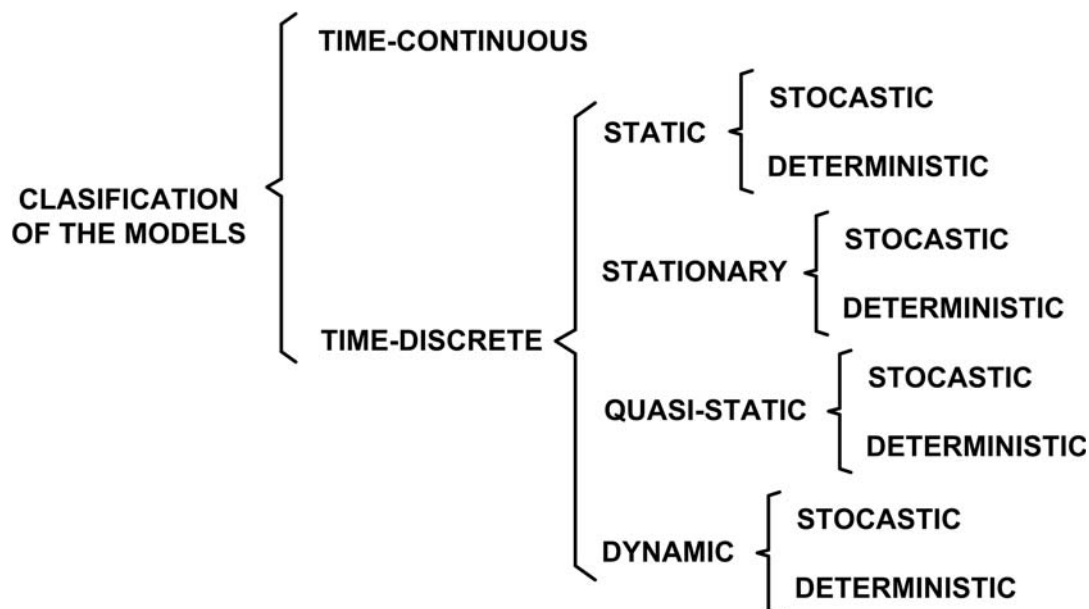 TIME-CONTINUOUS
STOCASTIC
STATIC
DETERMINISTIC
CLASIFICATION
OF THE MODELS
STOCASTIC
STATIONARY
DETERMINISTIC
TIME-DISCRETE
STOCASTIC
QUASI-STATIC
DETERMINISTIC
STOCASTIC
DYNAMIC
DETERMINISTIC